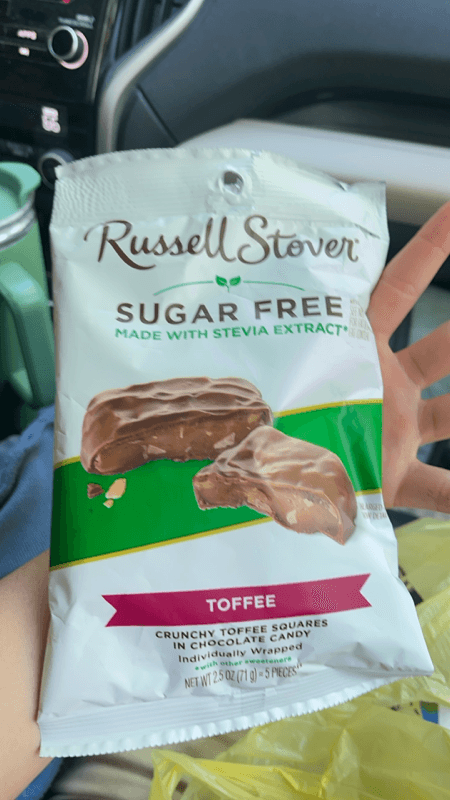 Russell Stover
SUGAR FREE
MADE WITH STEVIA EXTRACT*
TOFFEE
CRUNCHY TOFFEE SQUARES
IN CHOCOLATE CANDY
Individually Wrapped
*with other sweeteners
NET WT 2.5 OZ (71 g) ≈ 5 PIECES